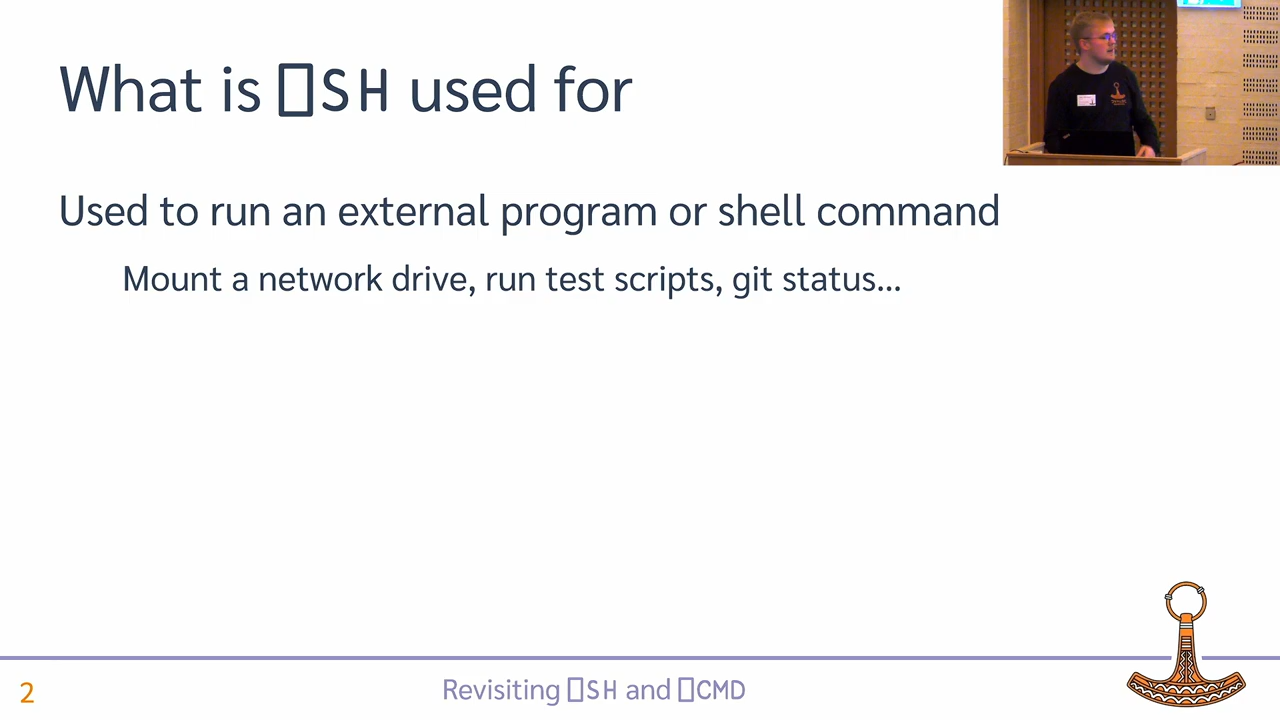 What is ⎕SH used for
Used to run an external program or shell command
Mount a network drive, run test scripts, git status...
2
Revisiting ⎕SH and ⎕CMD